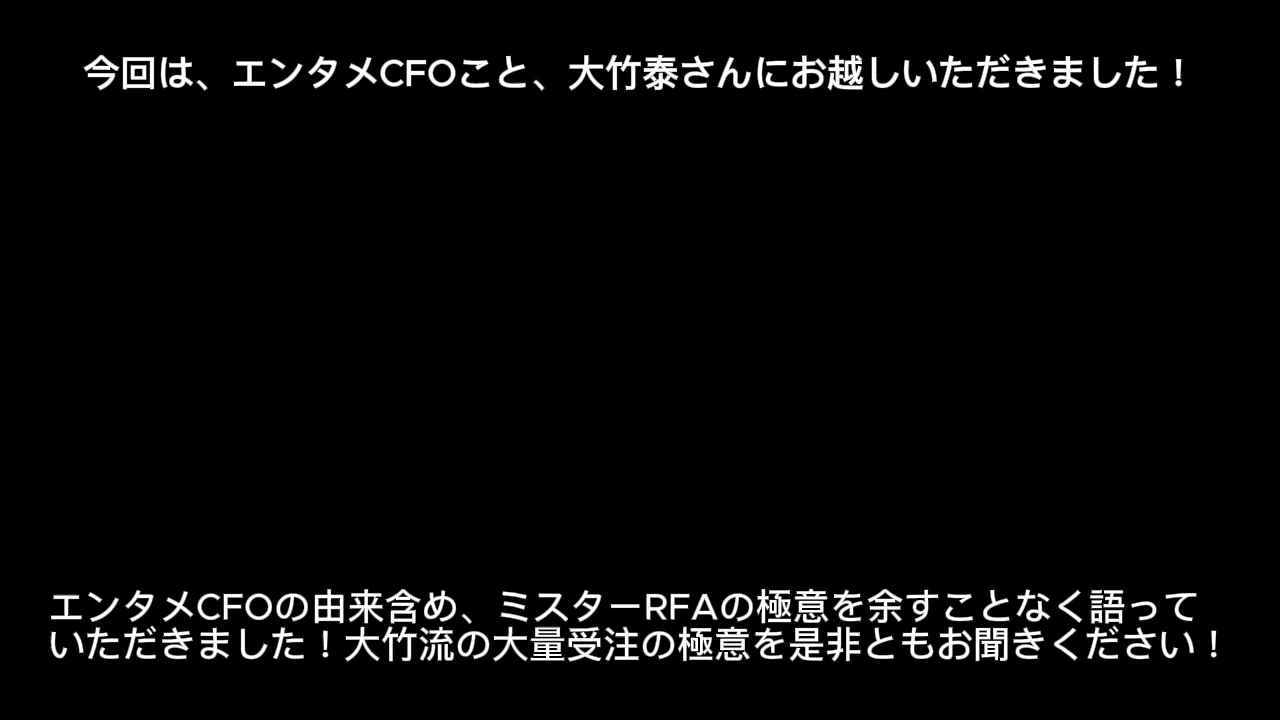 今回は、エンタメCFOこと、大竹泰さんにお越しいただきました！
エンタメCFOの由来含め、ミスターRFAの極意を余すことなく語って
いただきました！大竹流の大量受注の極意を是非ともお聞きください！